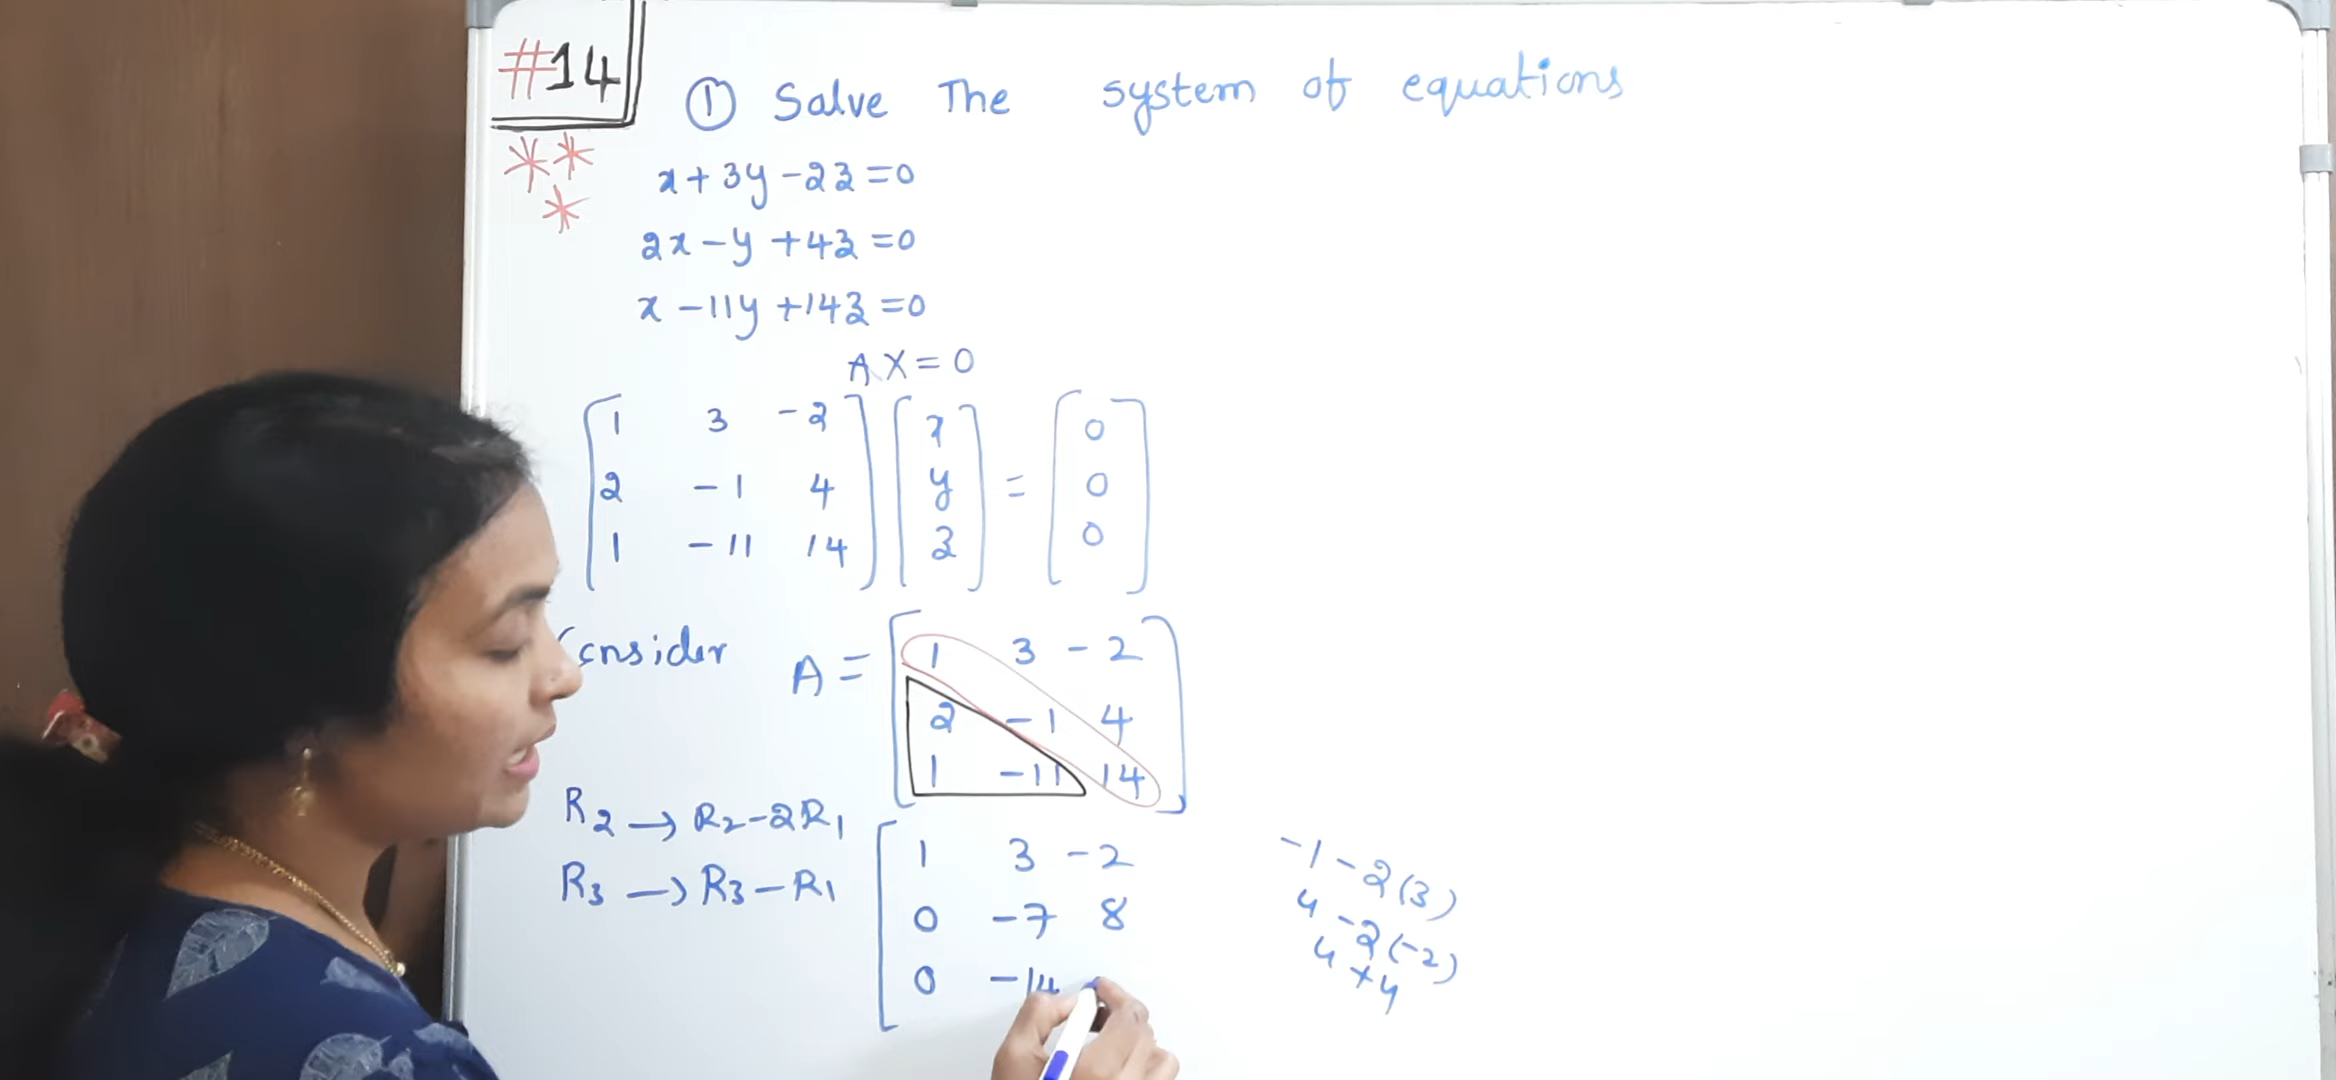 #14
① Salve The system of equations
x+3y-2z=0
2x-y+4z=0
x-11y+14z=0
AX=0
1 3 -2 x 0
2 -1 4 y = 0
1 -11 14 z 0
Consider A=
1 3 -2
2 -1 4
1 -11 14
R2→R2-2R1
R3→R3-R1
1 3 -2
0 -7 8
0 -14
-1-2(3)
4-2(-2)
4+4